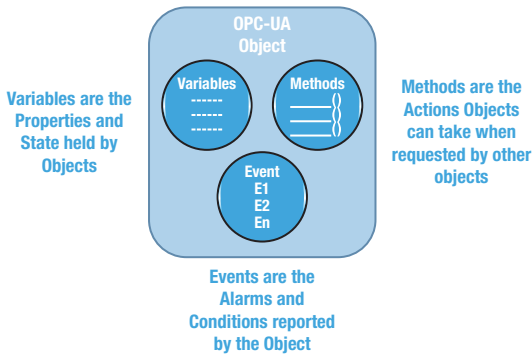 OPC-UA
Object
Variables
------
------
------
Methods
Event
E1
E2
En
Variables are the
Properties and
State held by
Objects
Methods are the
Actions Objects
can take when
requested by other
objects
Events are the
Alarms and
Conditions reported
by the Object